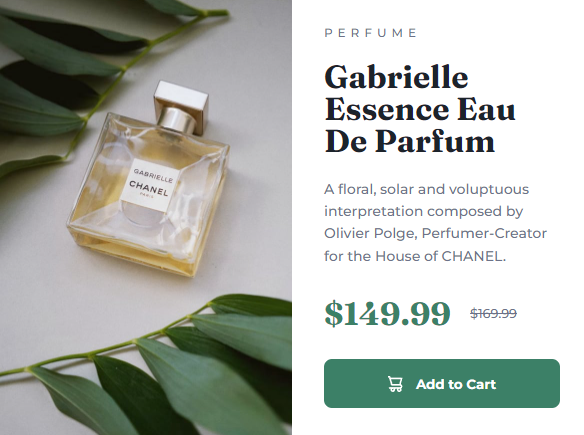 GABRIELLE
CHANEL
PARIS
PERFUME
Gabrielle
Essence Eau
De Parfum
A floral, solar and voluptuous
interpretation composed by
Olivier Polge, Perfumer-Creator
for the House of CHANEL.
$149.99 $169.99
Add to Cart